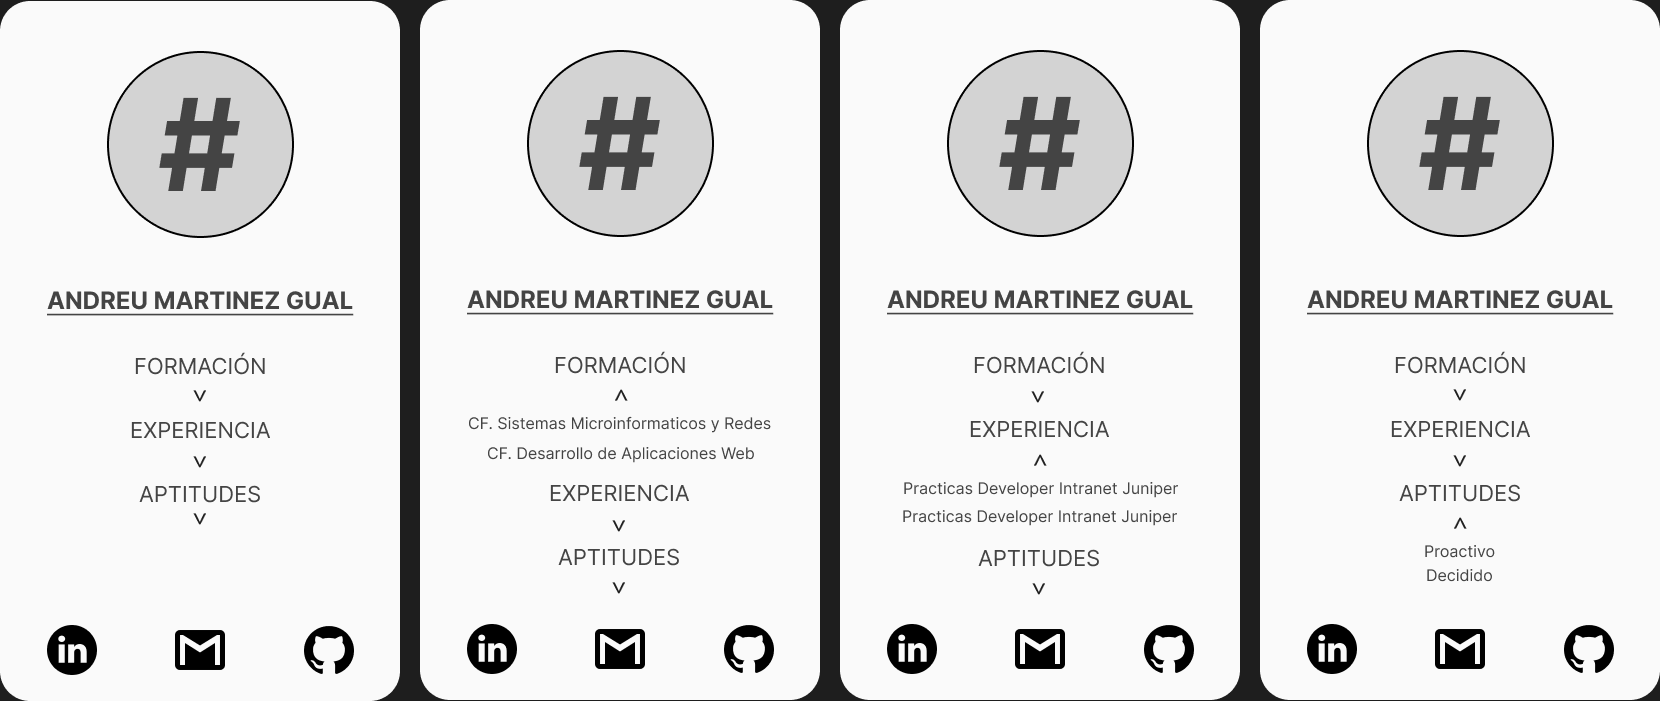 #
ANDREU MARTINEZ GUAL
FORMACIÓN
˅
EXPERIENCIA
˅
APTITUDES
˅
in
M
#
ANDREU MARTINEZ GUAL
FORMACIÓN
˄
CF. Sistemas Microinformaticos y Redes
CF. Desarrollo de Aplicaciones Web
EXPERIENCIA
˅
APTITUDES
˅
in
M
#
ANDREU MARTINEZ GUAL
FORMACIÓN
˅
EXPERIENCIA
˄
Practicas Developer Intranet Juniper
Practicas Developer Intranet Juniper
APTITUDES
˅
in
M
#
ANDREU MARTINEZ GUAL
FORMACIÓN
˅
EXPERIENCIA
˅
APTITUDES
˄
Proactivo
Decidido
in
M